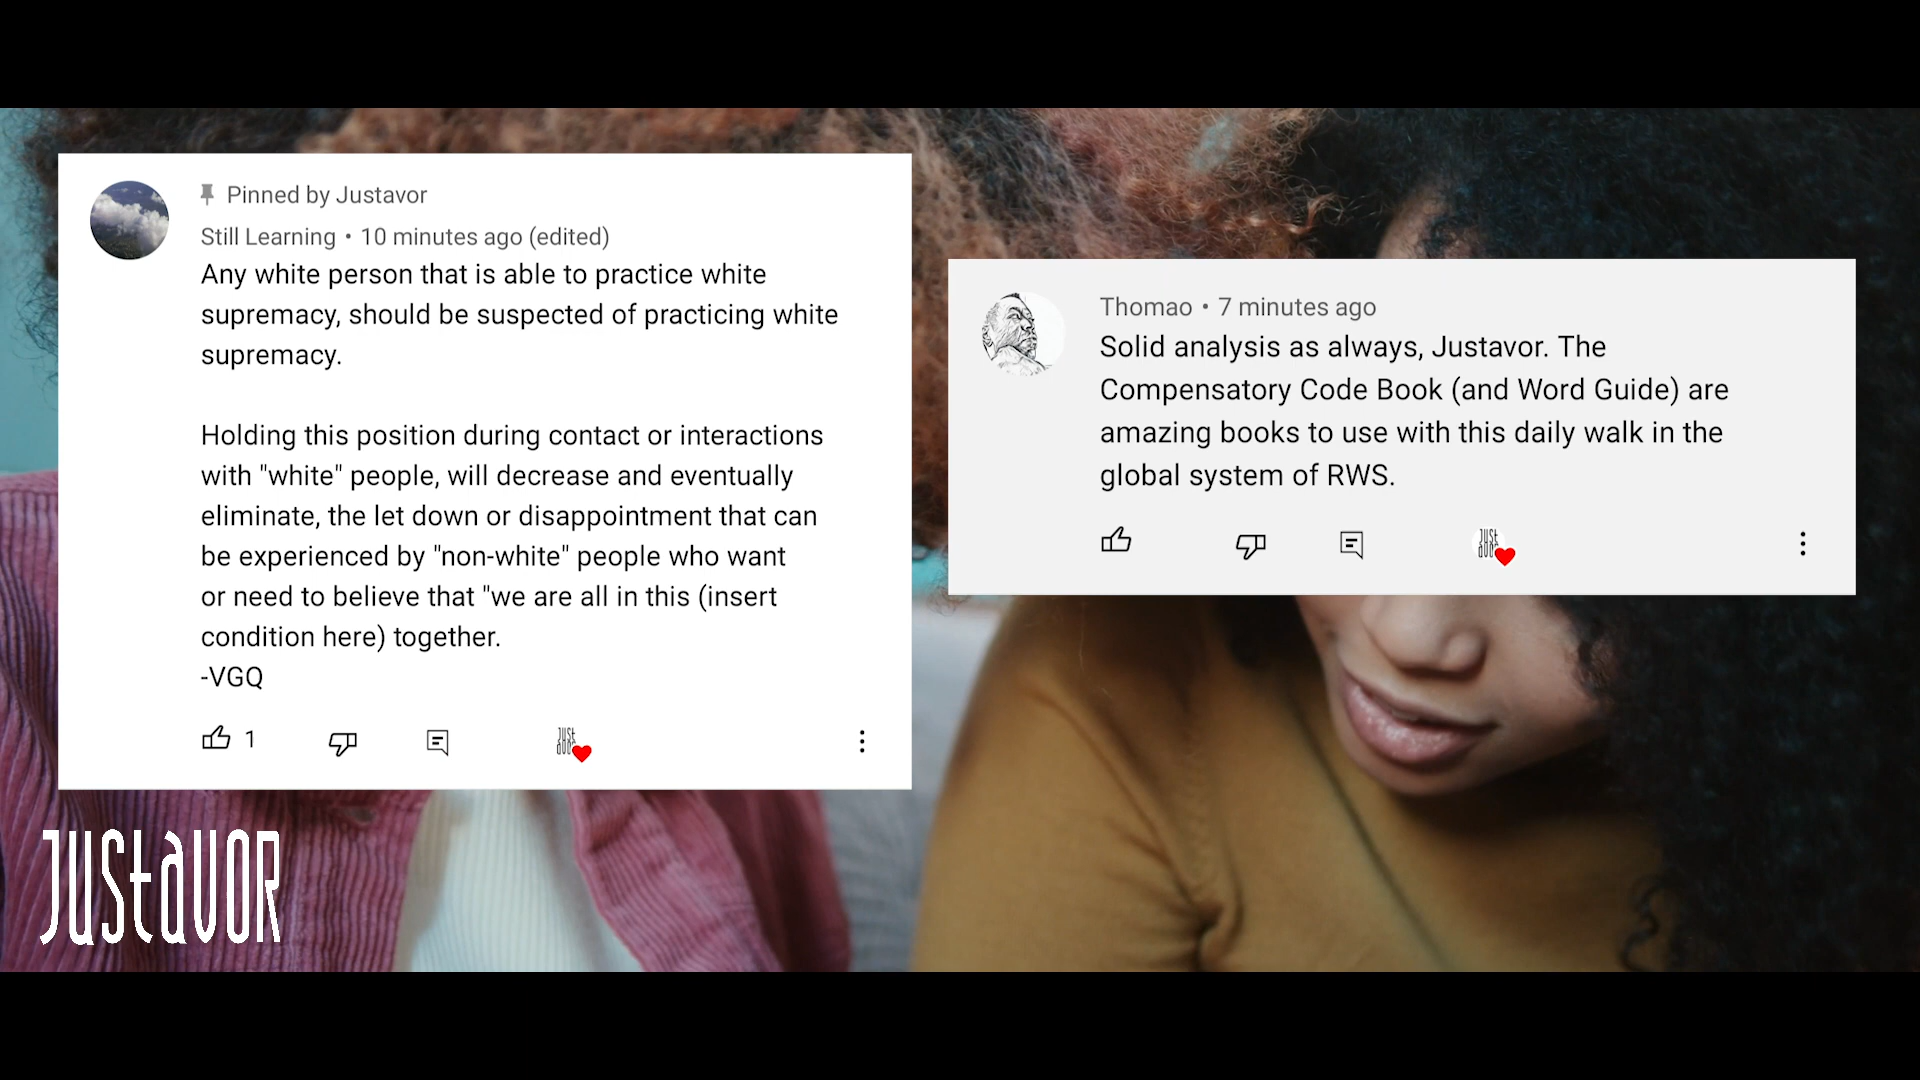 Pinned by Justavor
Still Learning • 10 minutes ago (edited)
Any white person that is able to practice white
supremacy, should be suspected of practicing white
supremacy.
Holding this position during contact or interactions
with "white" people, will decrease and eventually
eliminate, the let down or disappointment that can
be experienced by "non-white" people who want
or need to believe that "we are all in this (insert
condition here) together.
-VGQ
1
JUST
avor
Thomao • 7 minutes ago
Solid analysis as always, Justavor. The
Compensatory Code Book (and Word Guide) are
amazing books to use with this daily walk in the
global system of RWS.
JUST
avor
JUStaVOR